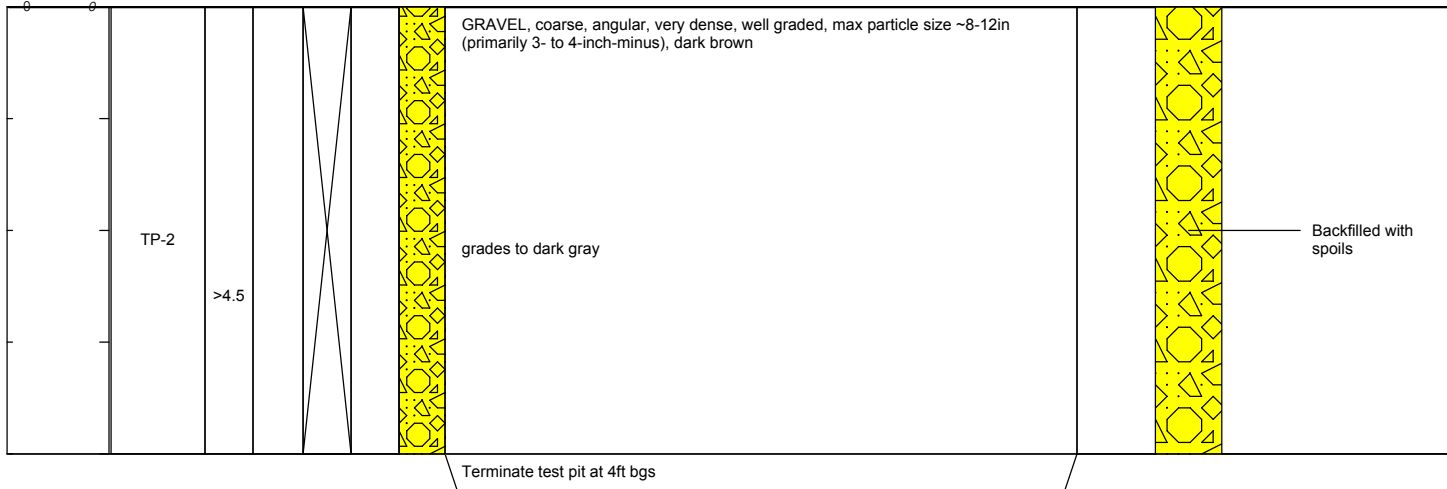 0 0
GRAVEL, coarse, angular, very dense, well graded, max particle size ~8-12in
(primarily 3- to 4-inch-minus), dark brown
TP-2
grades to dark gray
Backfilled with
spoils
>4.5
Terminate test pit at 4ft bgs